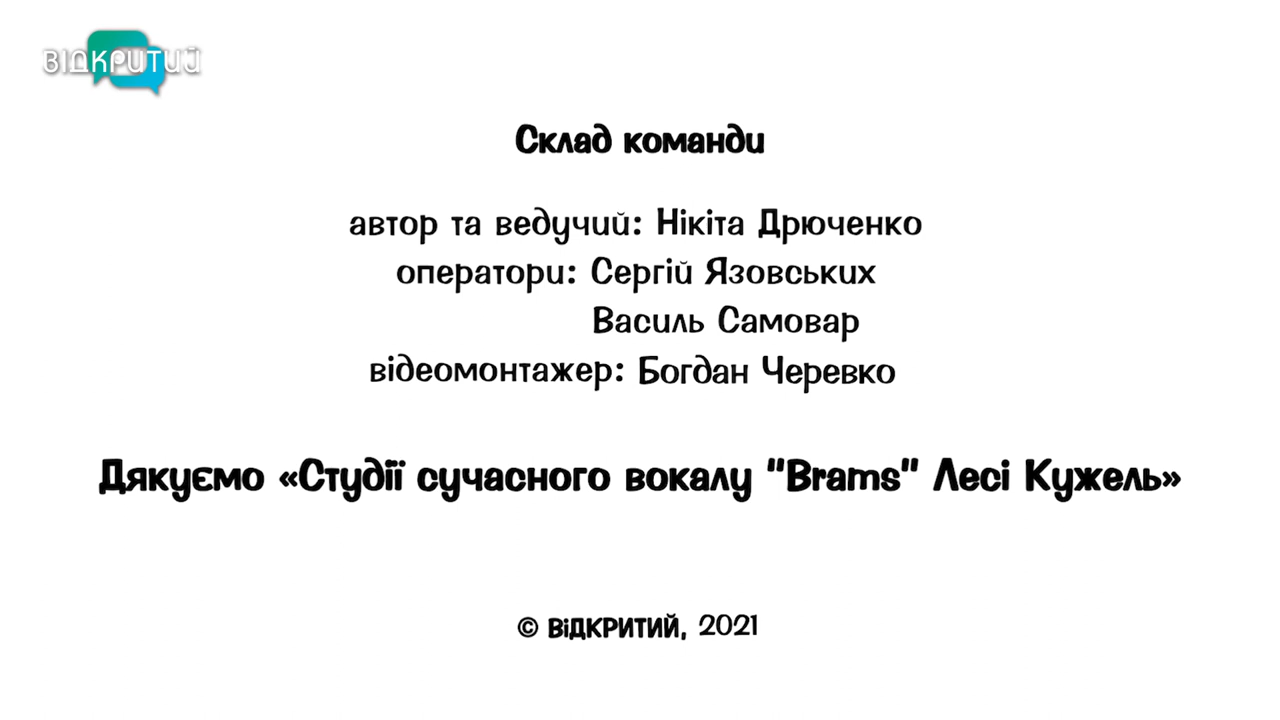 ВІДКРИТИЙ
Склад команди
автор та ведучий: Нікіта Дрюченко
оператори: Сергій Язовських
Василь Самовар
відеомонтажер: Богдан Черевко
Дякуємо «Студії сучасного вокалу "Brams" Лесі Кужель»
© ВіДКРИТИЙ, 2021